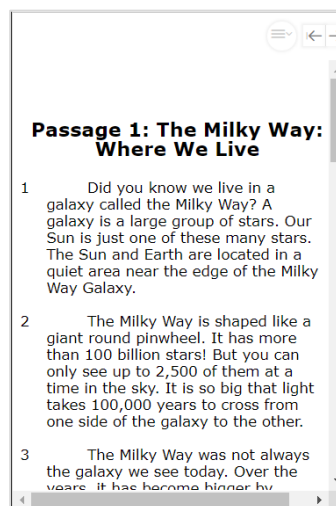 Passage 1: The Milky Way:
Where We Live
1 Did you know we live in a
galaxy called the Milky Way? A
galaxy is a large group of stars. Our
Sun is just one of these many stars.
The Sun and Earth are located in a
quiet area near the edge of the Milky
Way Galaxy.
2 The Milky Way is shaped like a
giant round pinwheel. It has more
than 100 billion stars! But you can
only see up to 2,500 of them at a
time in the sky. It is so big that light
takes 100,000 years to cross from
one side of the galaxy to the other.
3 The Milky Way was not always
the galaxy we see today. Over the
years, it has become bigger by